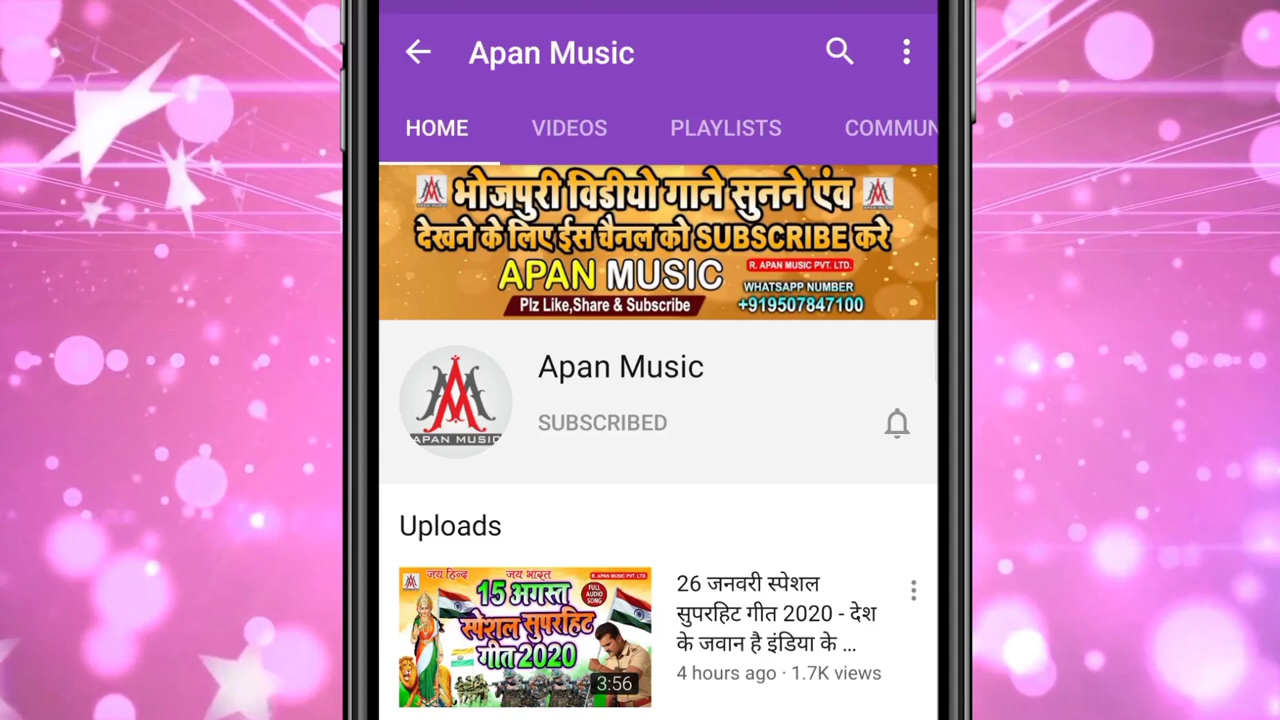 Apan Music
HOME VIDEOS PLAYLISTS COMMUN
भोजपुरी विडीयो गाने सुनने एंव
देखने के लिए ईस चैनल को SUBSCRIBE करे
APAN MUSIC
R. APAN MUSIC PVT. LTD.
WHATSAPP NUMBER
+919507847100
Plz Like,Share & Subscribe
Apan Music
SUBSCRIBED
APAN MUSIC
Uploads
जय हिन्द जय भारत
R. APAN MUSIC PVT. LTD
15 अगस्त
FULL
AUDIO
SONG
स्पेशल सुपरहिट
गीत 2020
3:56
26 जनवरी स्पेशल
सुपरहिट गीत 2020 - देश
के जवान है इंडिया के ...
4 hours ago · 1.7K views